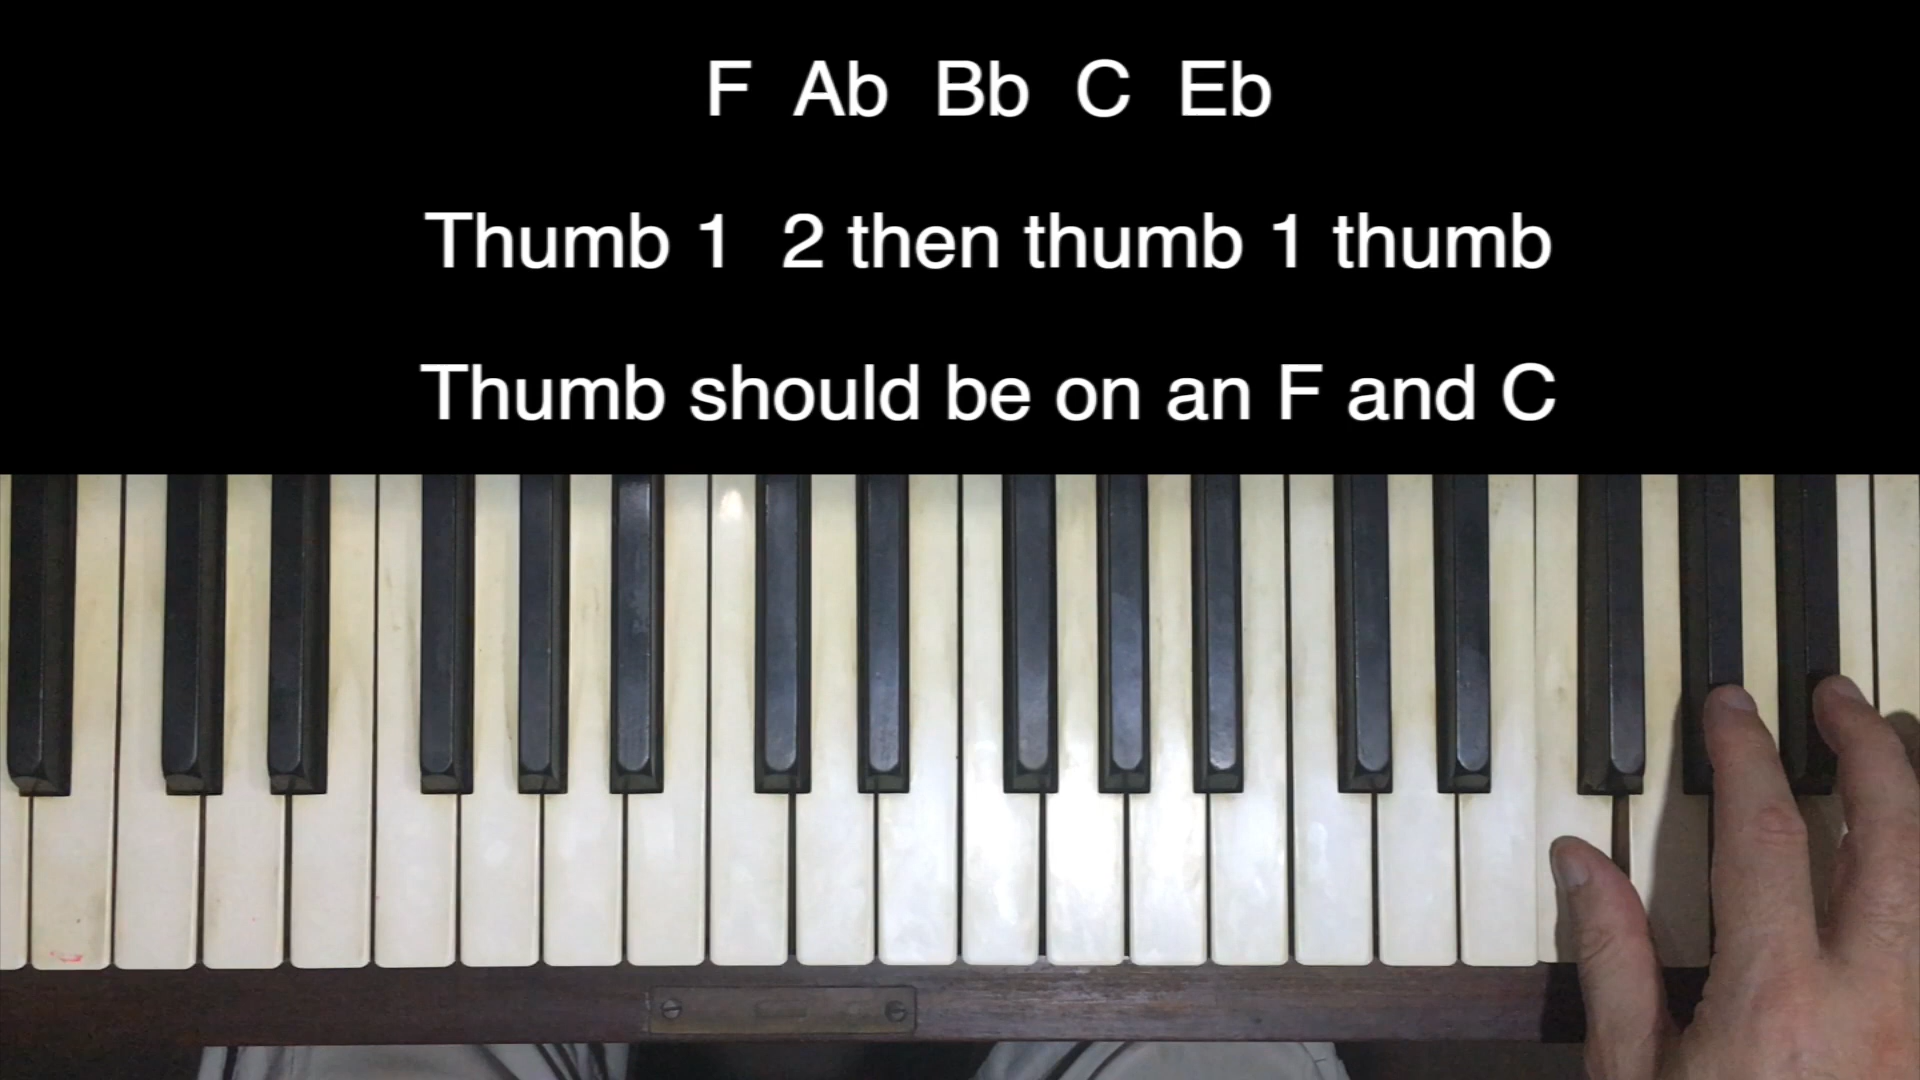 F Ab Bb C Eb
Thumb 1 2 then thumb 1 thumb
Thumb should be on an F and C